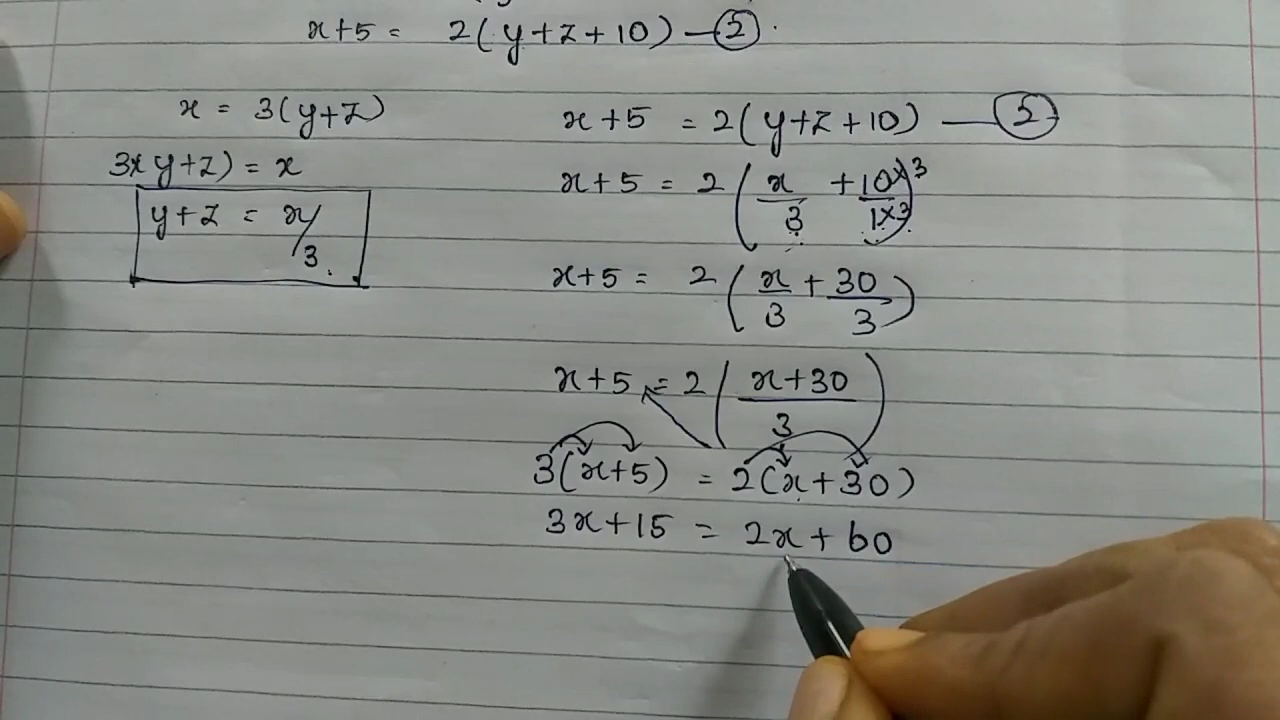 x+5 = 2(y+z+10) — ②.
x = 3(y+z)
3×(y+z) = x
y+z = x/3.
x+5 = 2(y+z+10) — ②
x+5 = 2(x/3 + 10×3/1×3)
x+5 = 2(x/3 + 30/3)
x+5 = 2(x+30/3)
3(x+5) = 2(x+30)
3x+15 = 2x+60